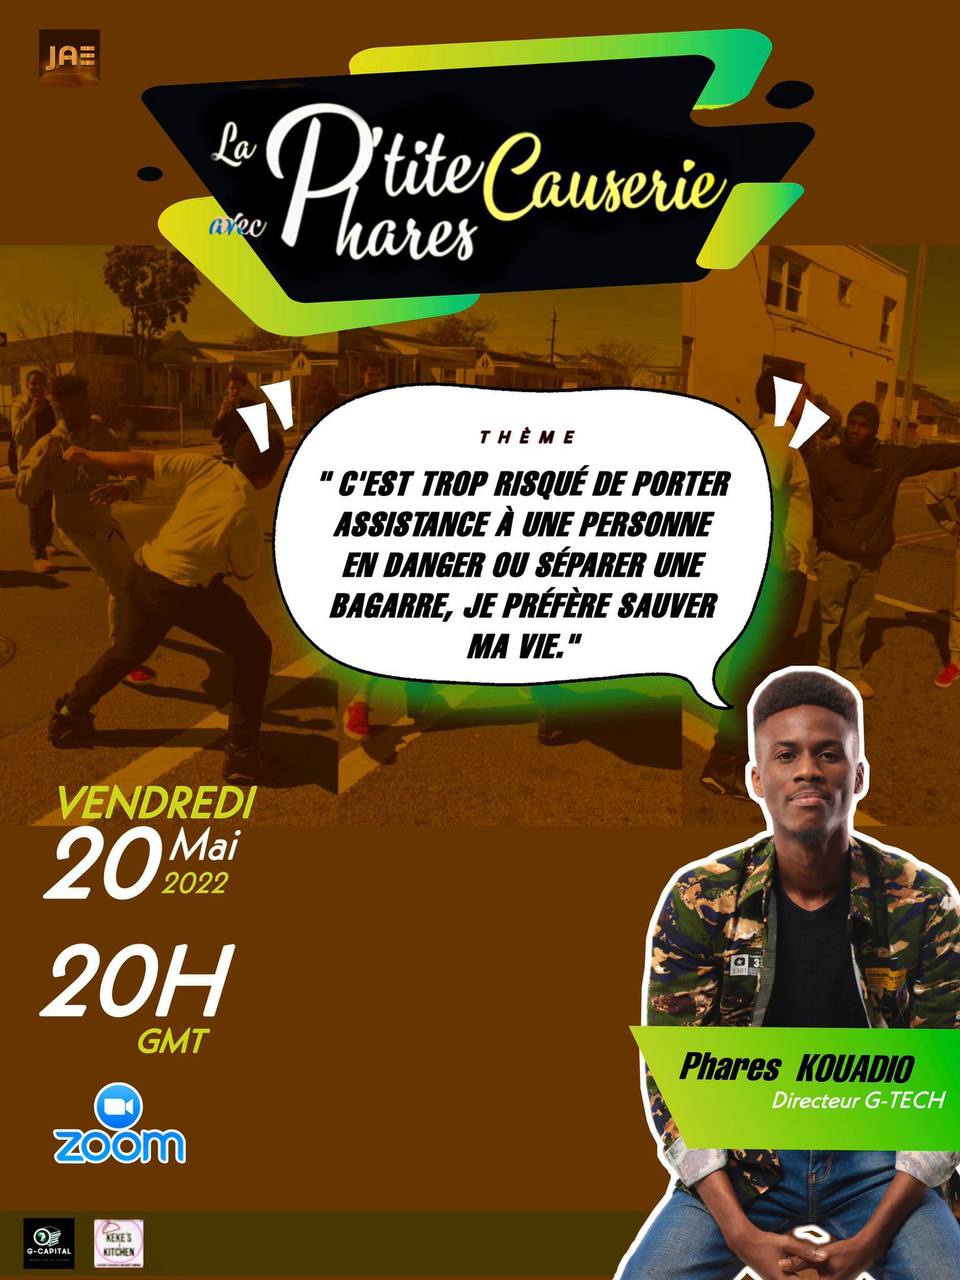 JAE
La P'tite Causerie
avec Phares
THÈME
" C'EST TROP RISQUÉ DE PORTER
ASSISTANCE À UNE PERSONNE
EN DANGER OU SÉPARER UNE
BAGARRE, JE PRÉFÈRE SAUVER
MA VIE."
VENDREDI
20 Mai
2022
20H
GMT
zoom
Phares KOUADIO
Directeur G-TECH
G-CAPITAL
KEKE'S
KITCHEN